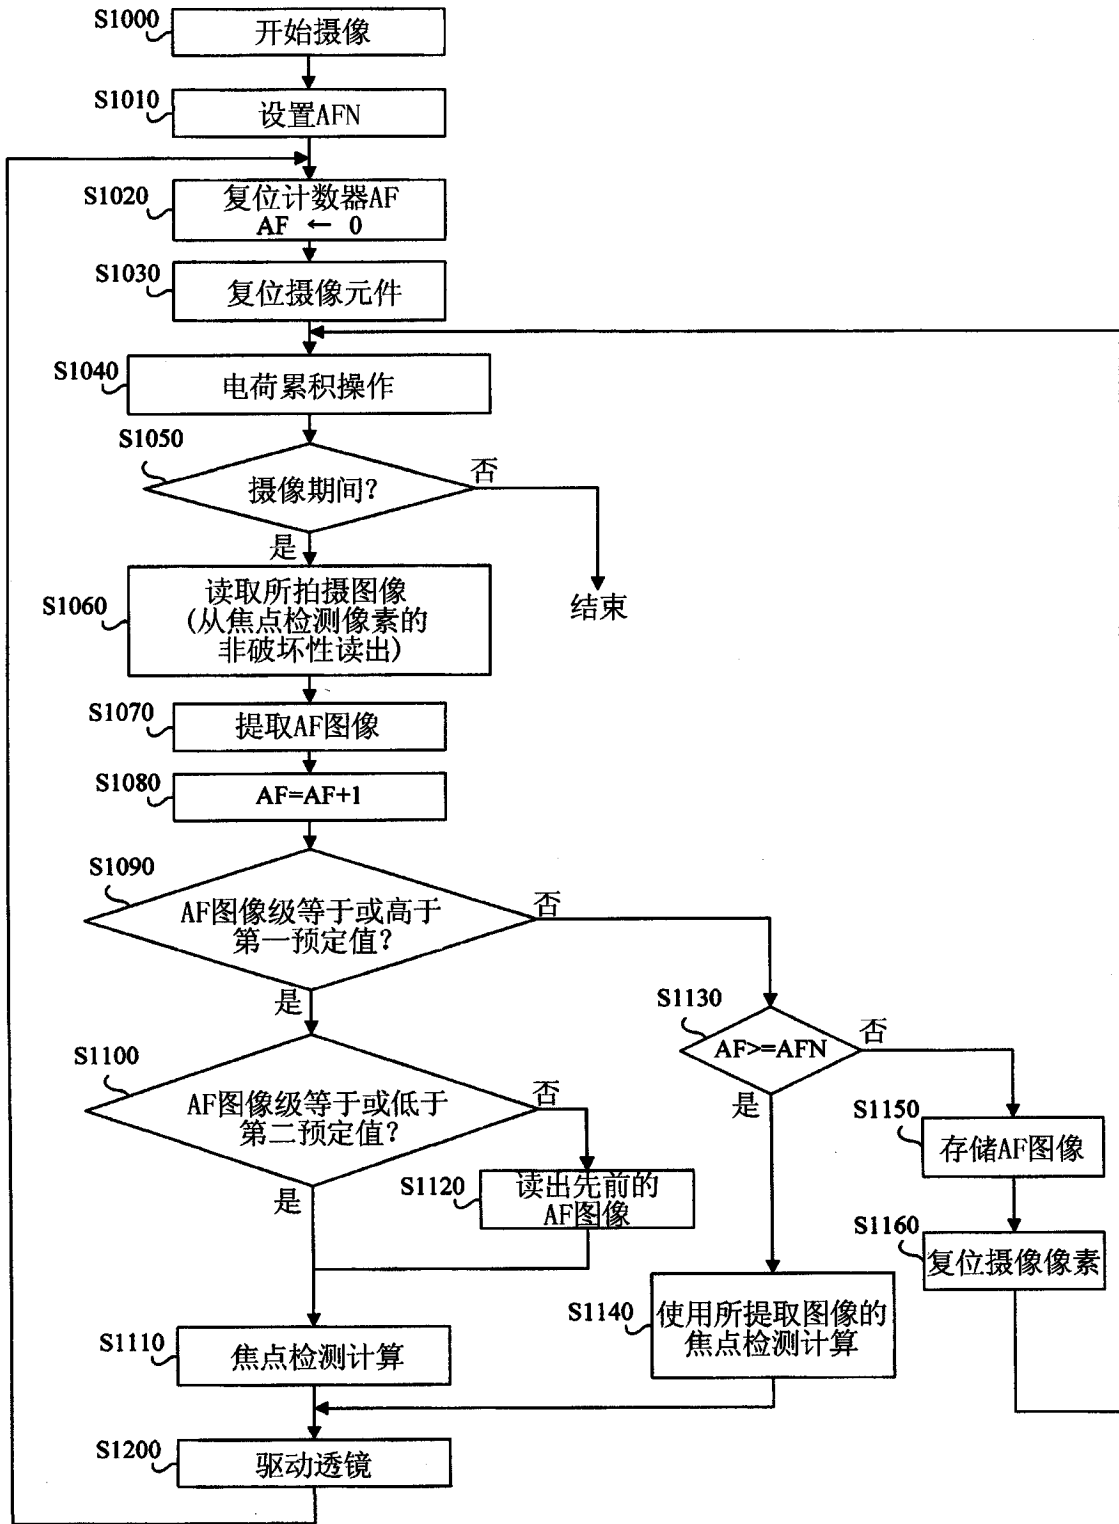 S1000
开始摄像
S1010
设置AFN
S1020
复位计数器AF
AF ← 0
S1030
复位摄像元件
S1040
电荷累积操作
S1050
摄像期间?
否
是
结束
S1060
读取所拍摄图像
(从焦点检测像素的
非破坏性读出)
S1070
提取AF图像
S1080
AF=AF+1
S1090
AF图像级等于或高于
第一预定值?
否
是
S1100
AF图像级等于或低于
第二预定值?
否
是
S1120
读出先前的
AF图像
S1130
AF>=AFN
否
是
S1150
存储AF图像
S1160
复位摄像像素
S1140
使用所提取图像的
焦点检测计算
S1110
焦点检测计算
S1200
驱动透镜